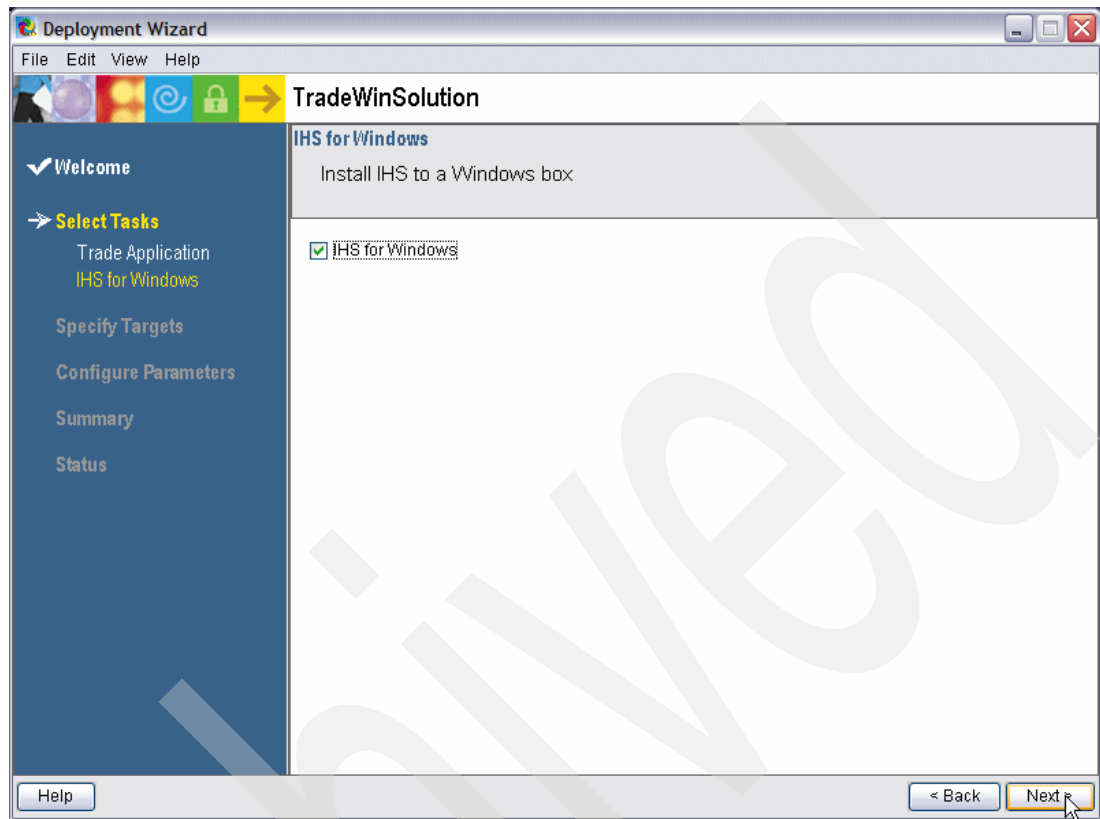 Deployment Wizard
File Edit View Help
TradeWinSolution
IHS for Windows
Install IHS to a Windows box
Welcome
Select Tasks
Trade Application
IHS for Windows
Specify Targets
Configure Parameters
Summary
Status
IHS for Windows
Help
< Back
Next >
hived